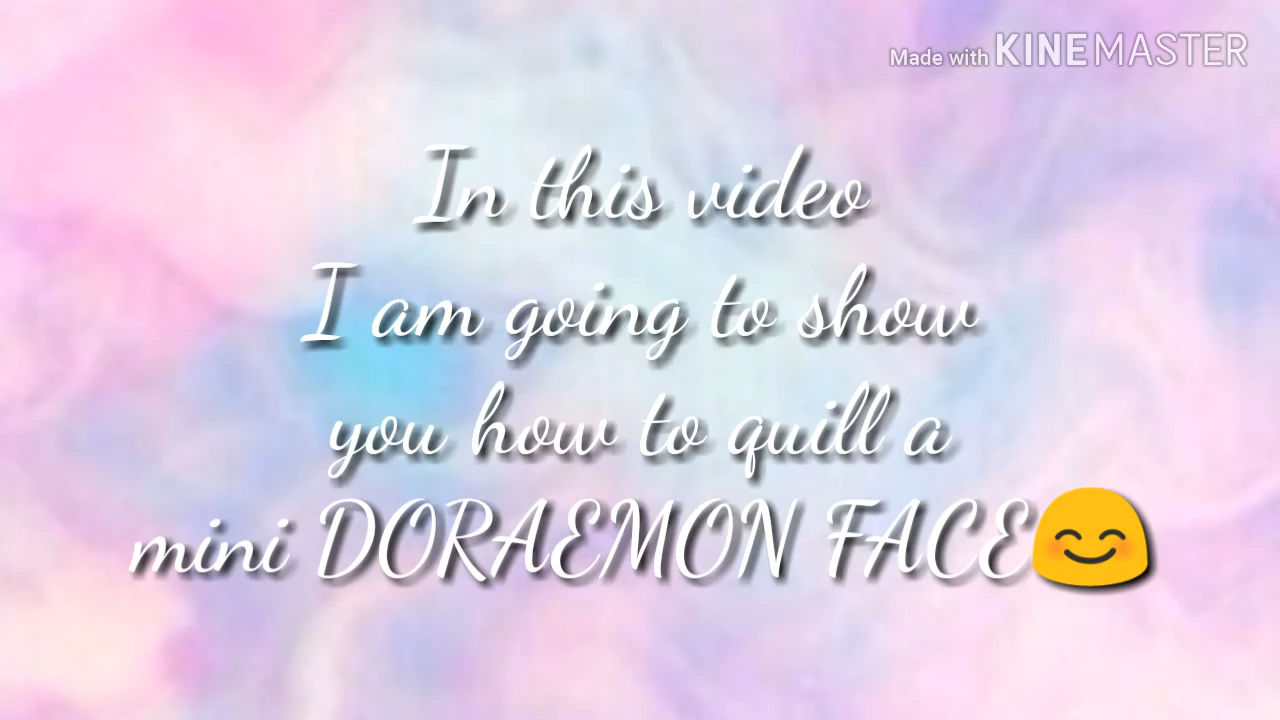 Made with KINEMASTER
In this video
I am going to show
you how to quill a
mini DORAEMON FACE😊